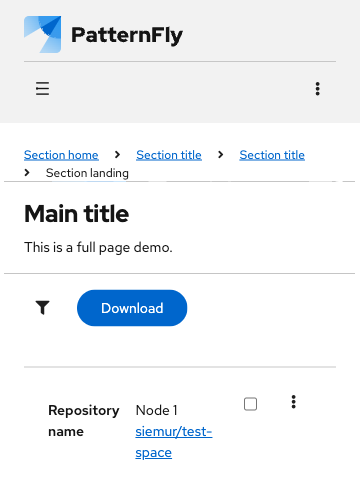 PatternFly
Section home Section title Section title
Section landing
Main title
This is a full page demo.
Download
Repository name Node 1
siemur/test-
space